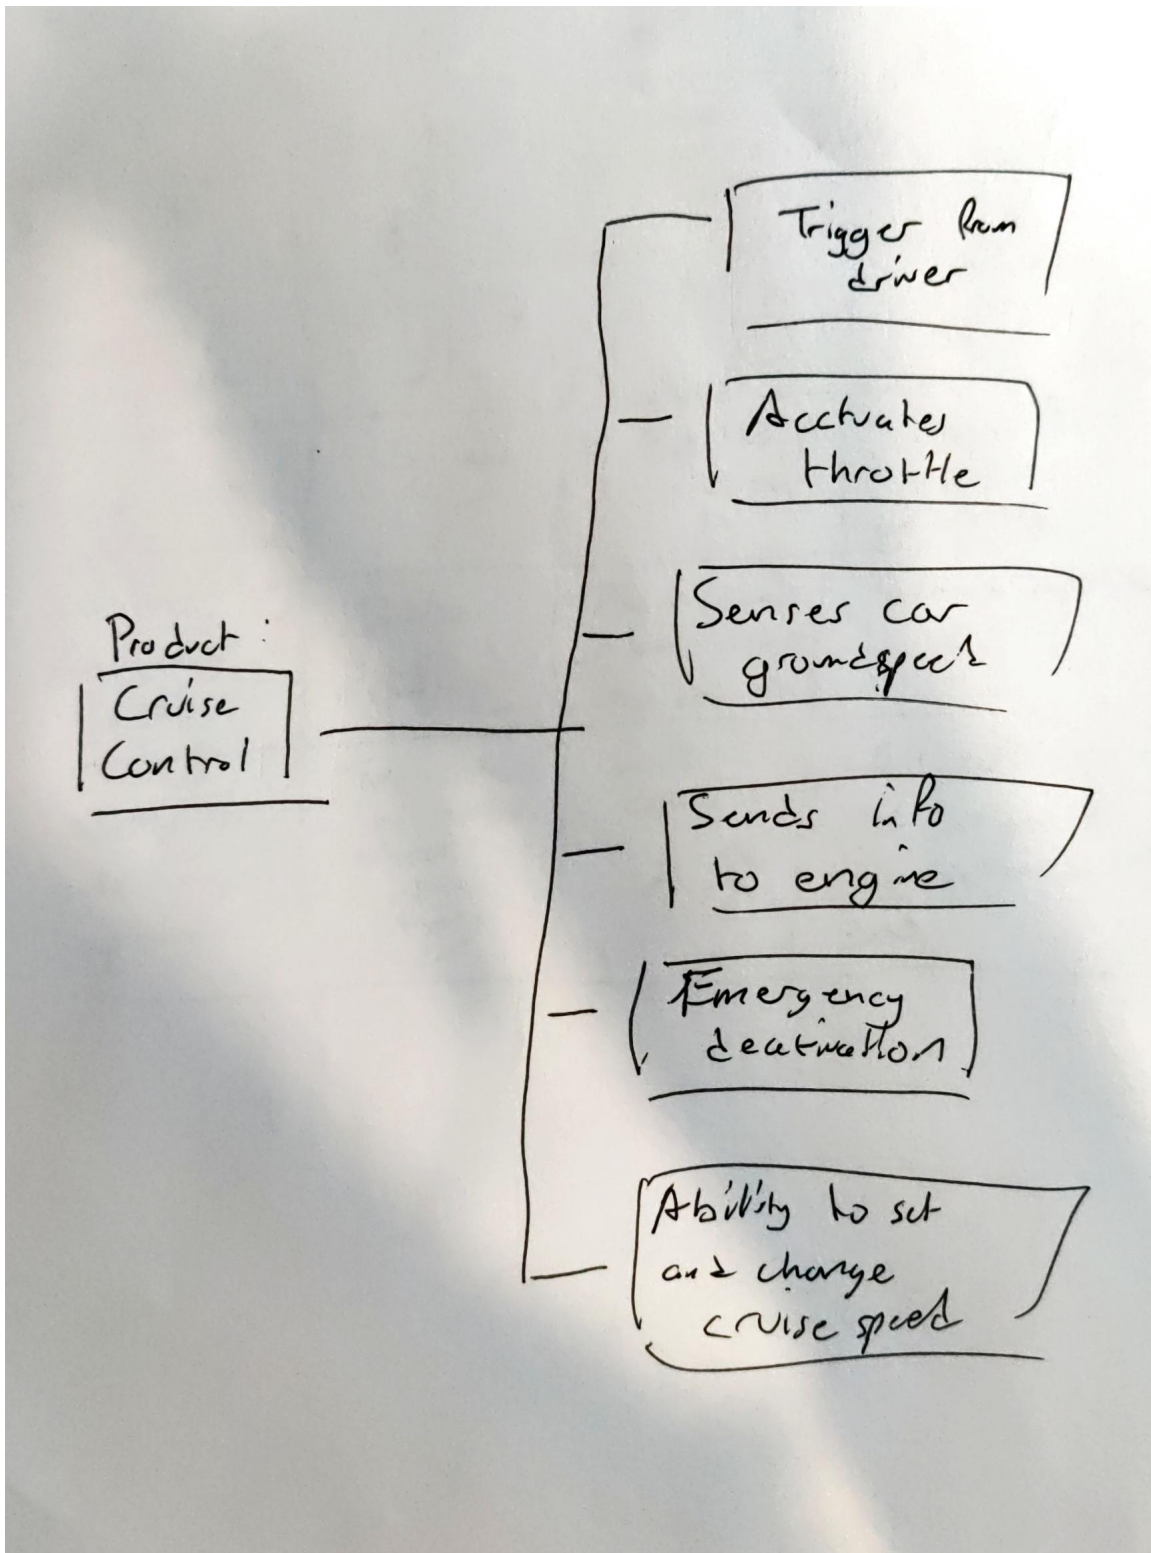 Trigger from
driver
Acctuates
throttle
Senses car
groundspeed
Product:
Cruise
Control
Sends info
to engine
Emergency
deativation
Ability to set
and change
cruise speed